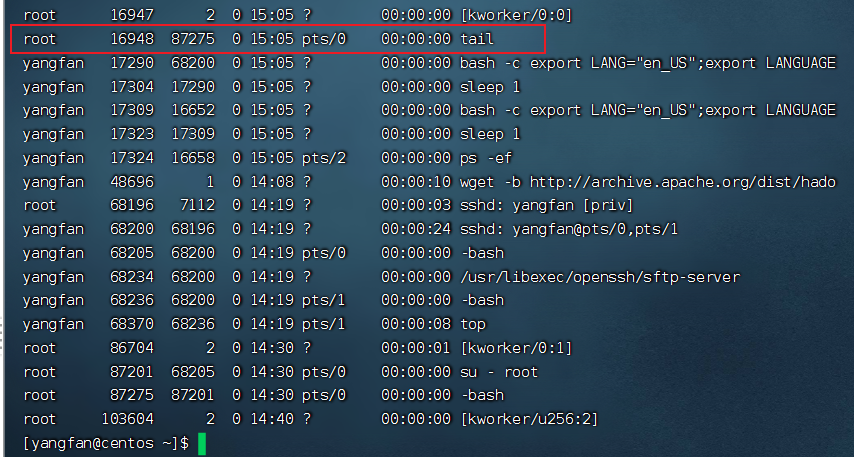 root 16947 2 0 15:05 ? 00:00:00 [kworker/0:0]
root 16948 87275 0 15:05 pts/0 00:00:00 tail
yangfan 17290 68200 0 15:05 ? 00:00:00 bash -c export LANG="en_US";export LANGUAGE
yangfan 17304 17290 0 15:05 ? 00:00:00 sleep 1
yangfan 17309 16652 0 15:05 ? 00:00:00 bash -c export LANG="en_US";export LANGUAGE
yangfan 17323 17309 0 15:05 ? 00:00:00 sleep 1
yangfan 17324 16658 0 15:05 pts/2 00:00:00 ps -ef
yangfan 48696 1 0 14:08 ? 00:00:10 wget -b http://archive.apache.org/dist/hado
root 68196 7112 0 14:19 ? 00:00:03 sshd: yangfan [priv]
yangfan 68200 68196 0 14:19 ? 00:00:24 sshd: yangfan@pts/0,pts/1
yangfan 68205 68200 0 14:19 pts/0 00:00:00 -bash
yangfan 68234 68200 0 14:19 ? 00:00:00 /usr/libexec/openssh/sftp-server
yangfan 68236 68200 0 14:19 pts/1 00:00:00 -bash
yangfan 68370 68236 0 14:19 pts/1 00:00:08 top
root 86704 2 0 14:30 ? 00:00:01 [kworker/0:1]
root 87201 68205 0 14:30 pts/0 00:00:00 su - root
root 87275 87201 0 14:30 pts/0 00:00:00 -bash
root 103604 2 0 14:40 ? 00:00:00 [kworker/u256:2]
[yangfan@centos ~]$